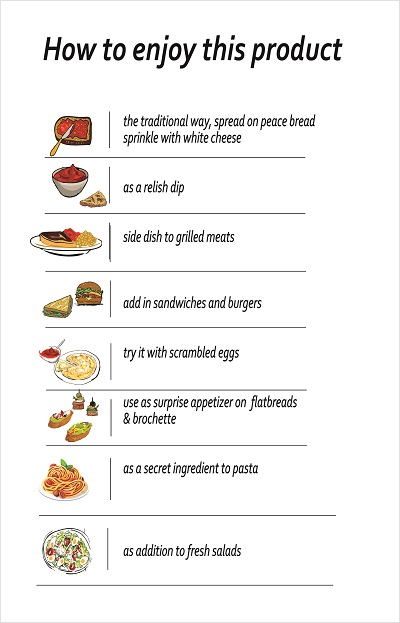 How to enjoy this product
the traditional way, spread on peace bread
sprinkle with white cheese
as a relish dip
side dish to grilled meats
add in sandwiches and burgers
try it with scrambled eggs
use as surprise appetizer on flatbreads
& brochette
as a secret ingredient to pasta
as addition to fresh salads